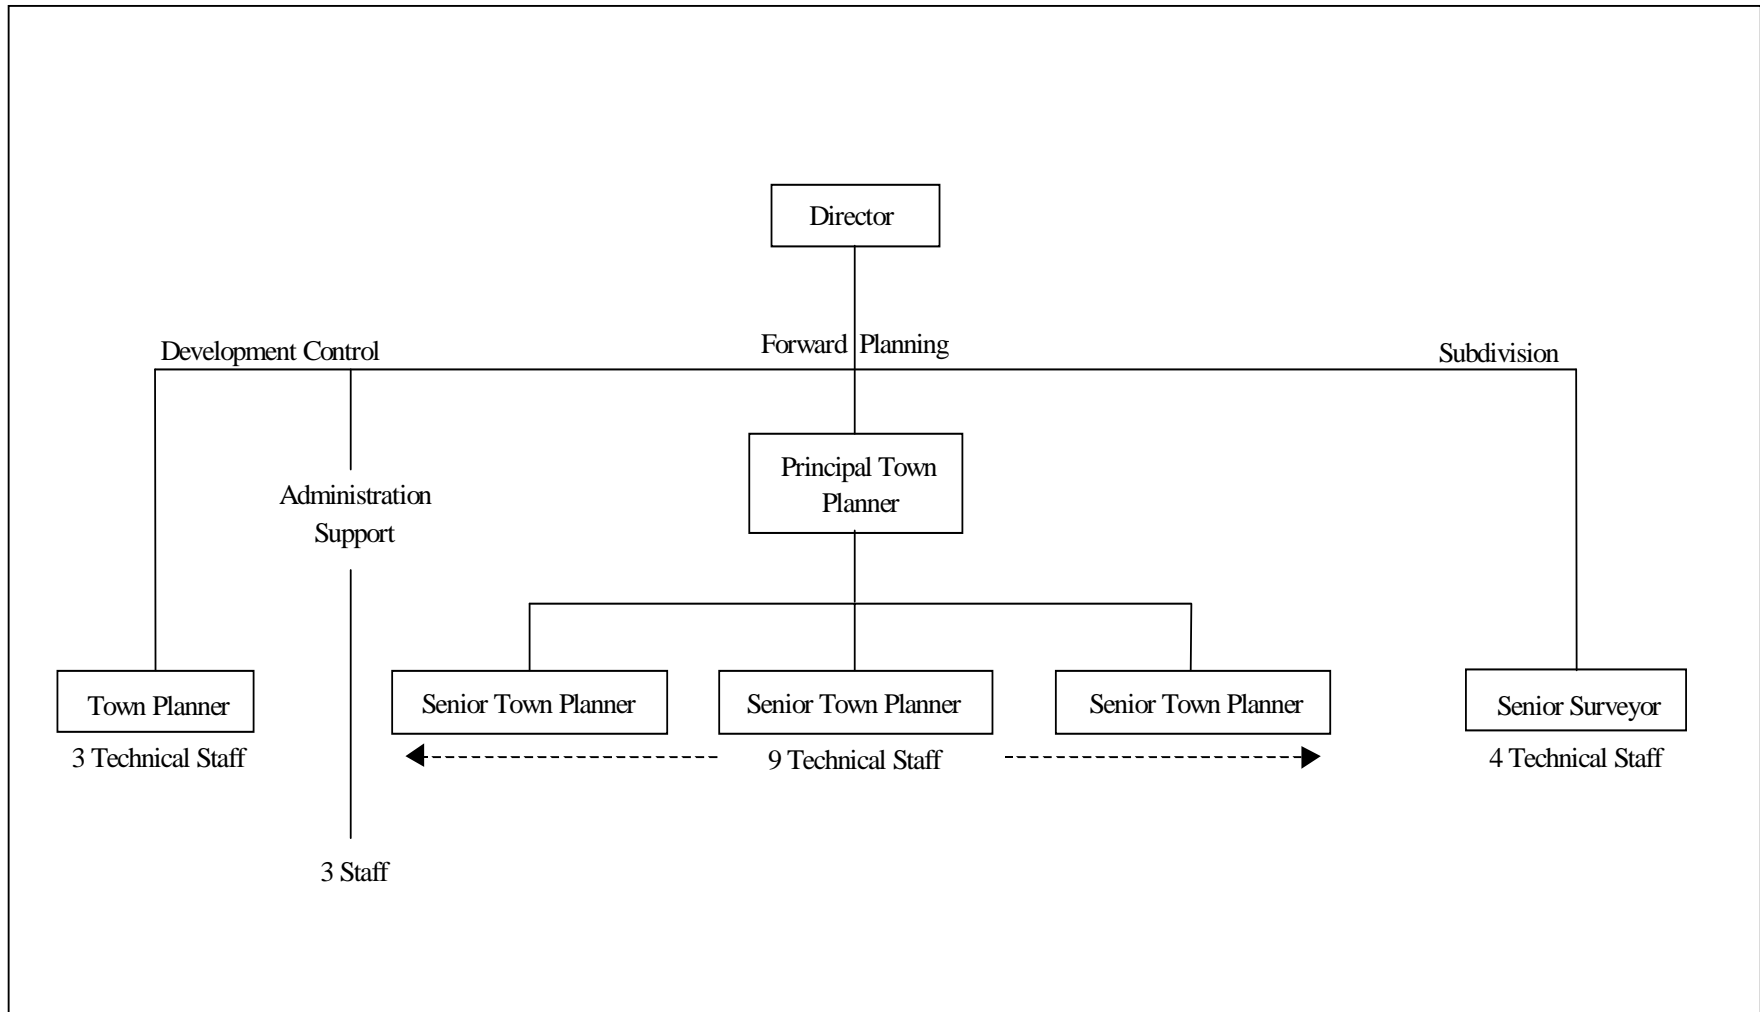 Director
Development Control
Forward Planning
Subdivision
Principal Town
Planner
Administration
Support
Town Planner
Senior Town Planner
Senior Town Planner
Senior Town Planner
Senior Surveyor
3 Technical Staff
9 Technical Staff
4 Technical Staff
3 Staff